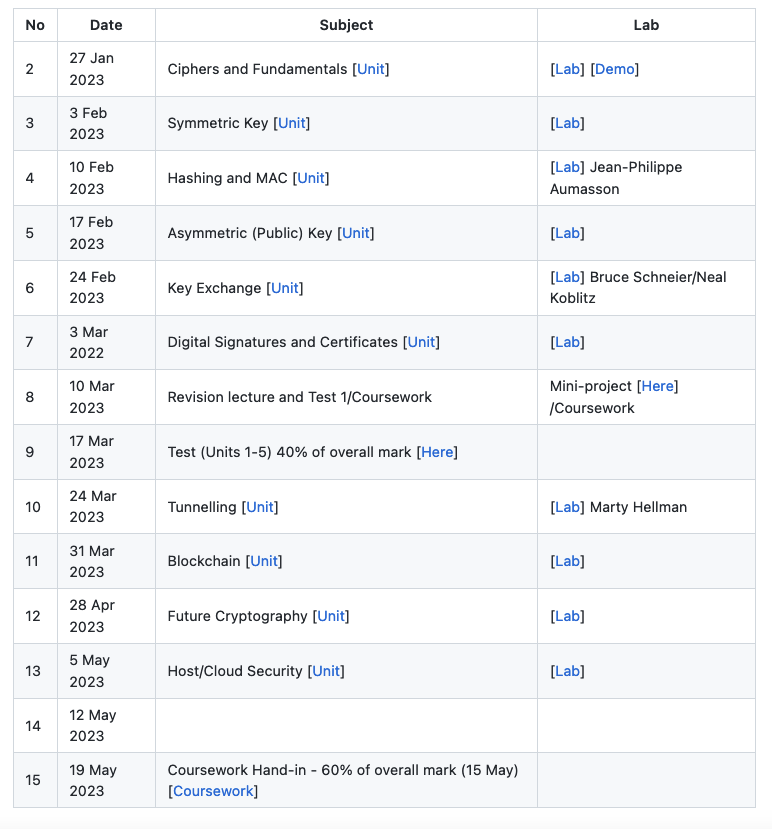 No Date Subject Lab
2 27 Jan 2023 Ciphers and Fundamentals [Unit] [Lab] [Demo]
3 3 Feb 2023 Symmetric Key [Unit] [Lab]
4 10 Feb 2023 Hashing and MAC [Unit] [Lab] Jean-Philippe Aumasson
5 17 Feb 2023 Asymmetric (Public) Key [Unit] [Lab]
6 24 Feb 2023 Key Exchange [Unit] [Lab] Bruce Schneier/Neal Koblitz
7 3 Mar 2022 Digital Signatures and Certificates [Unit] [Lab]
8 10 Mar 2023 Revision lecture and Test 1/Coursework Mini-project [Here] /Coursework
9 17 Mar 2023 Test (Units 1-5) 40% of overall mark [Here]
10 24 Mar 2023 Tunnelling [Unit] [Lab] Marty Hellman
11 31 Mar 2023 Blockchain [Unit] [Lab]
12 28 Apr 2023 Future Cryptography [Unit] [Lab]
13 5 May 2023 Host/Cloud Security [Unit] [Lab]
14 12 May 2023
15 19 May 2023 Coursework Hand-in - 60% of overall mark (15 May) [Coursework]